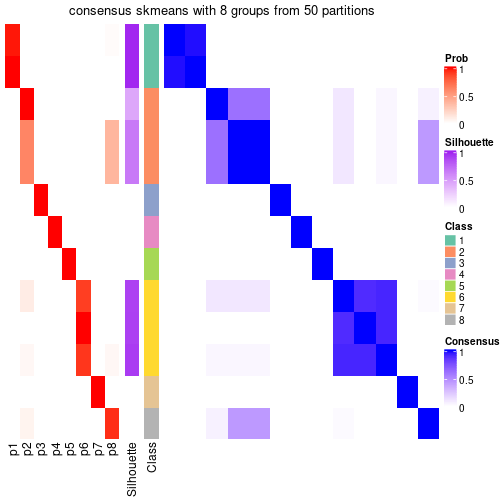 consensus skmeans with 8 groups from 50 partitions
Prob
1
0.5
0
Silhouette
1
0.5
0
Class
1
2
3
4
5
6
7
8
Consensus
1
0.5
0
p1
p2
p3
p4
p5
p6
p7
p8
Silhouette
Class